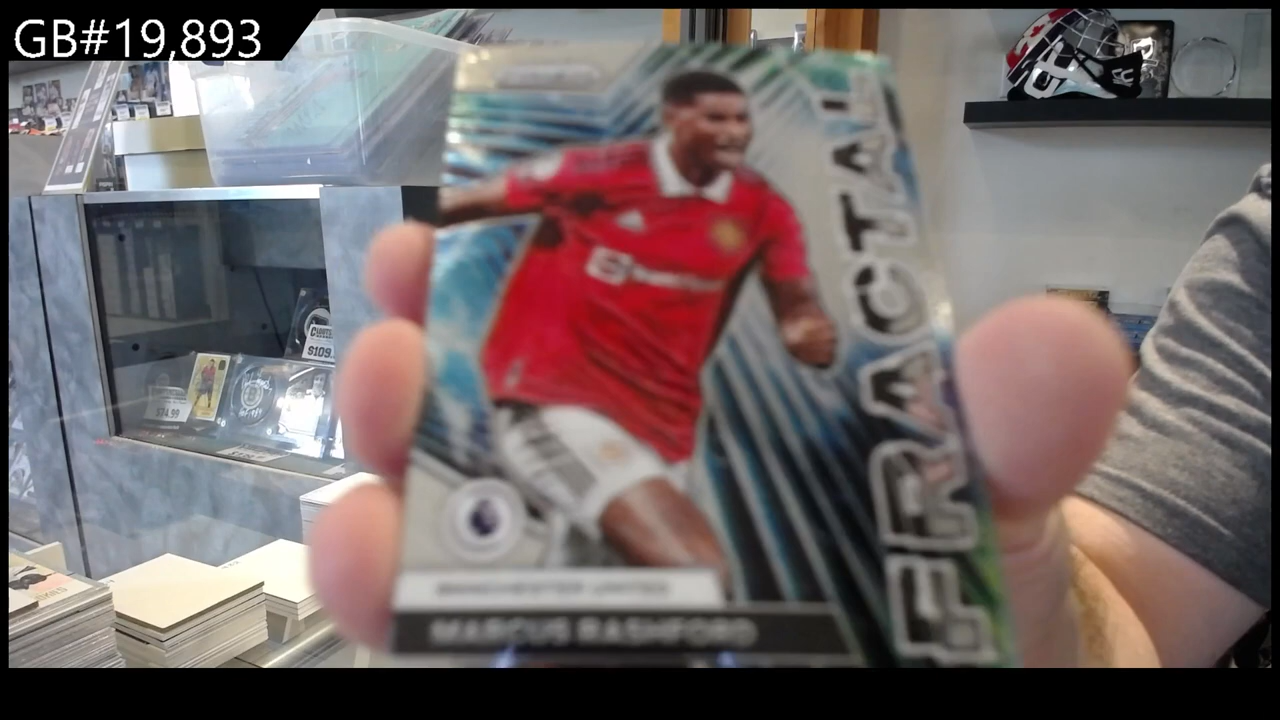 GB#19,893
FRACTAL
MANCHESTER UNITED
MARCUS RASHFORD
$109.
$74.99